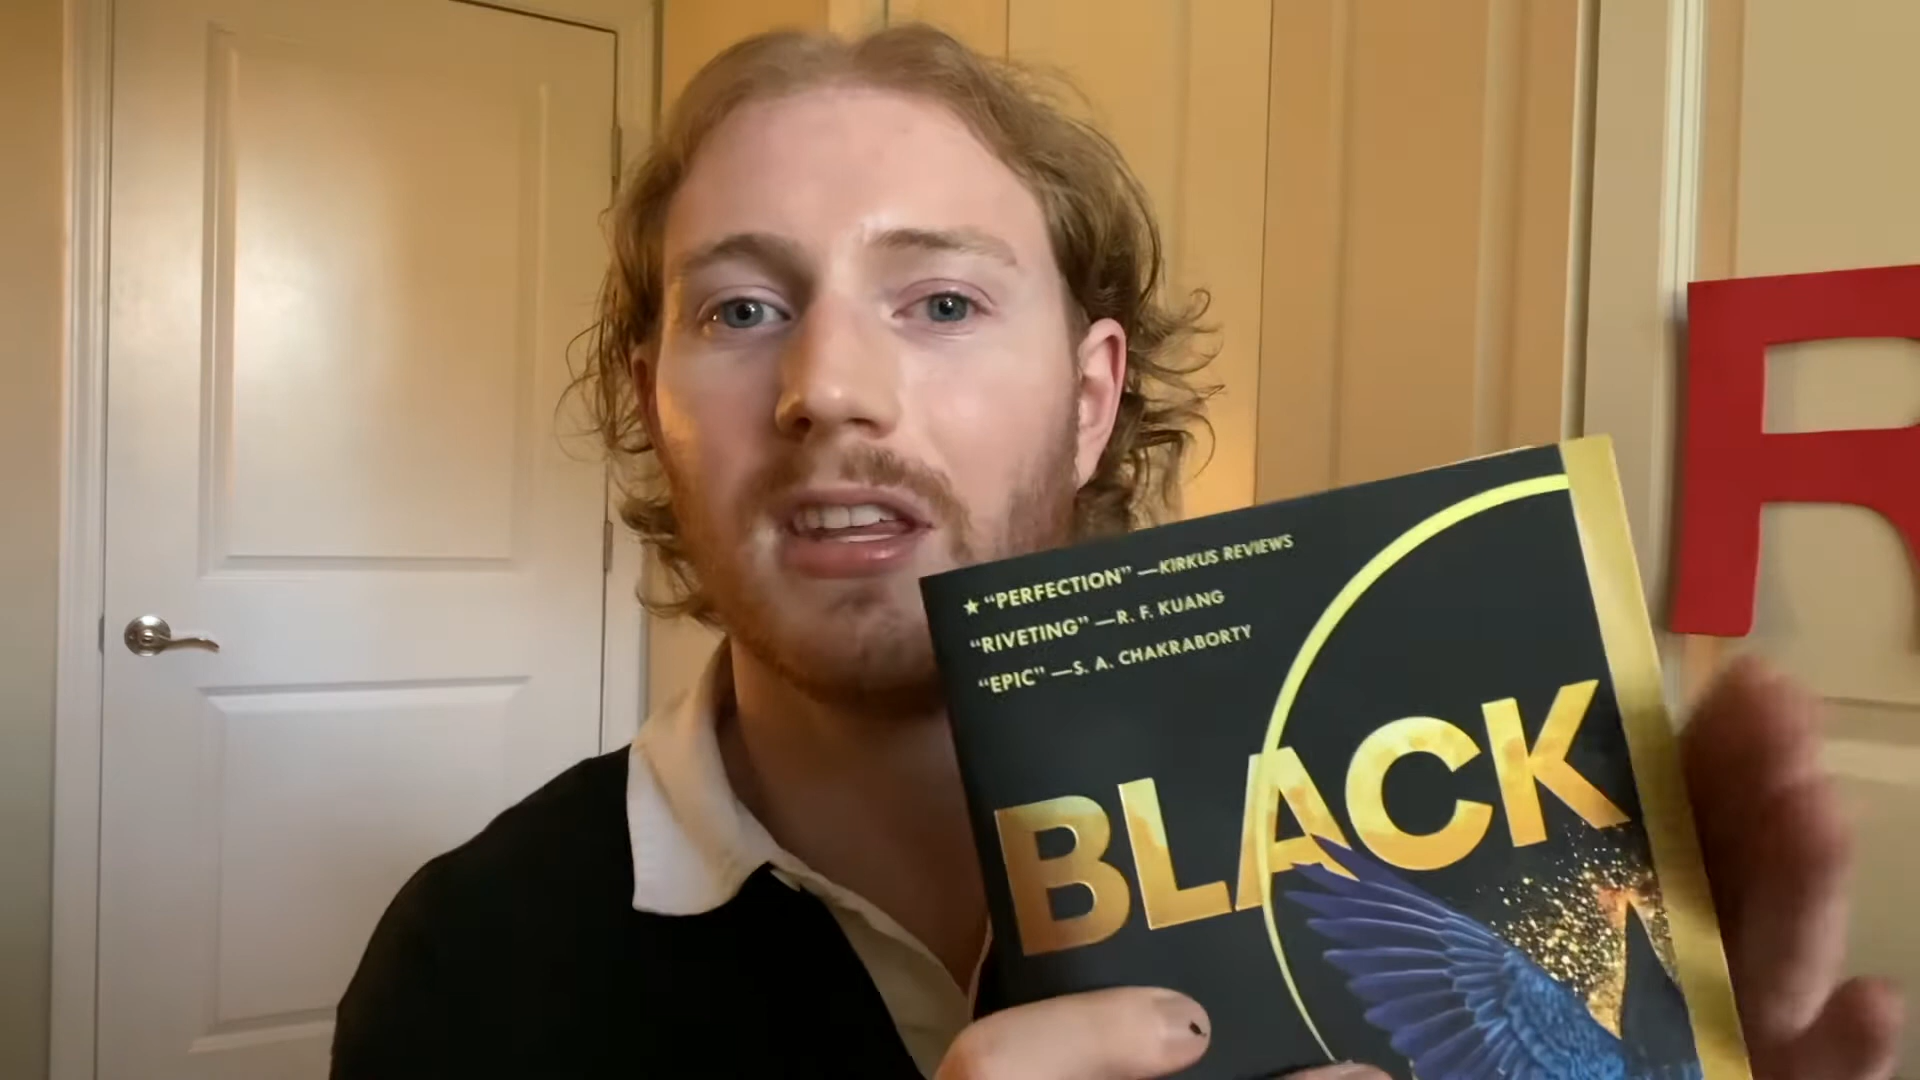 ★ “PERFECTION” —KIRKUS REVIEWS
“RIVETING” —R. F. KUANG
“EPIC” —S. A. CHAKRABORTY
BLACK
R